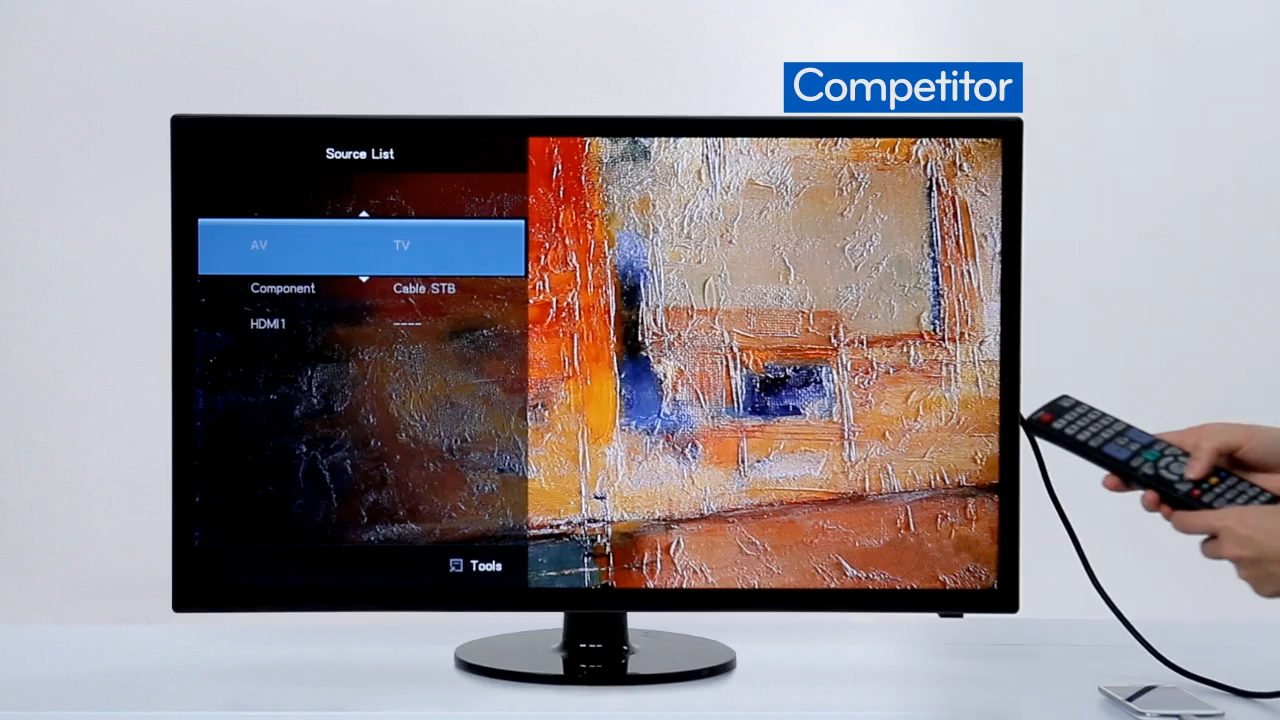 Competitor
Source List
AV TV
Component Cable STB
HDMI1 ----
Tools